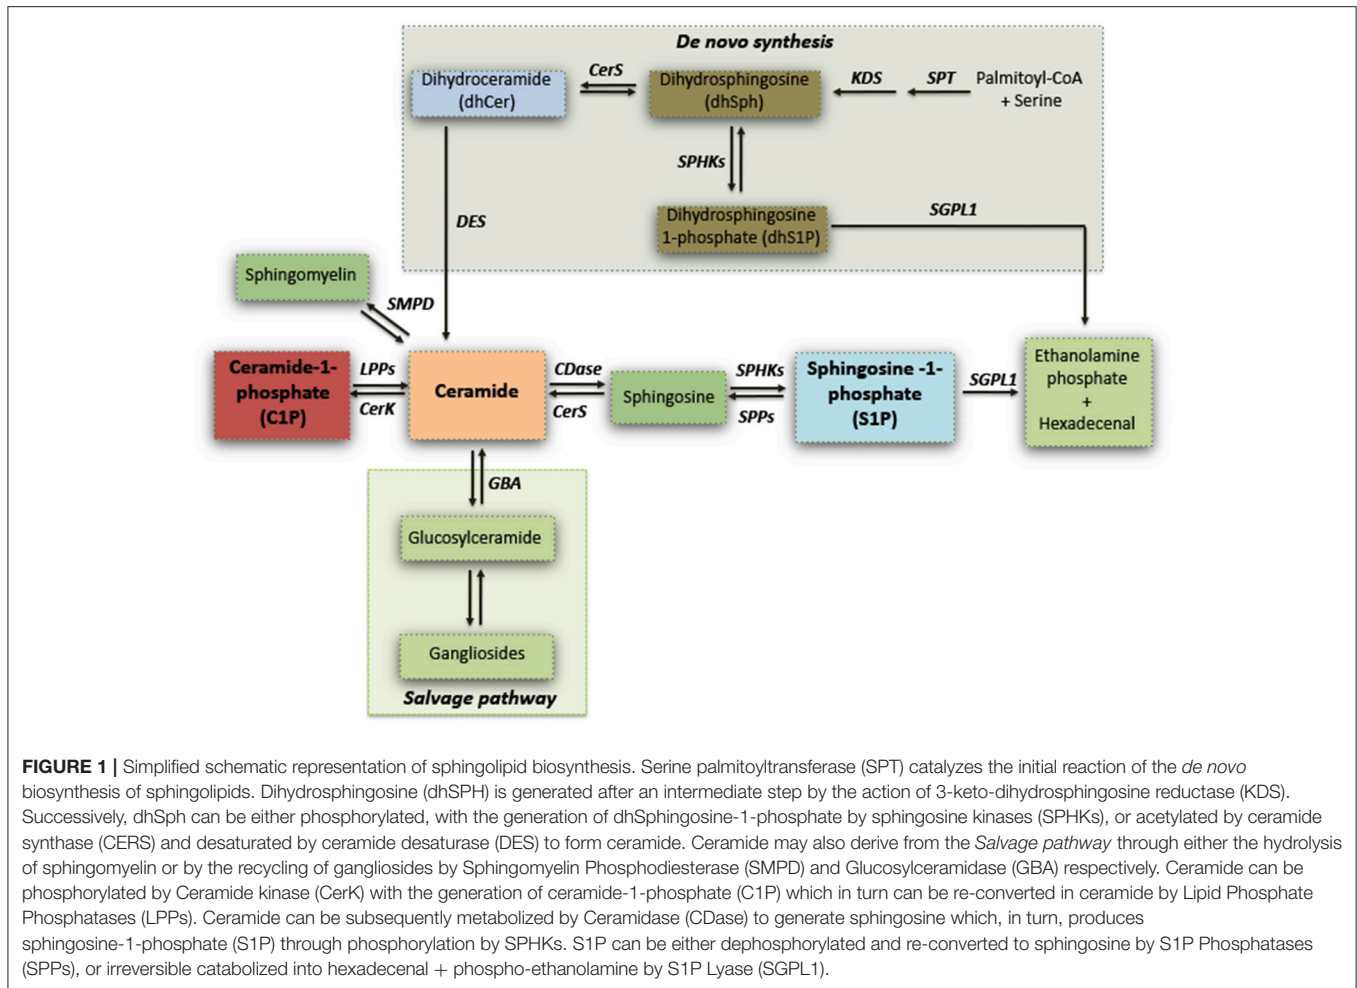 De novo synthesis
Dihydroceramide
(dhCer)
CerS
Dihydrosphingosine
(dhSph)
KDS
SPT
Palmitoyl-CoA
+ Serine
SPHKs
Dihydrosphingosine
1-phosphate (dhS1P)
SGPL1
DES
Sphingomyelin
SMPD
Ceramide-1-
phosphate
(C1P)
LPPs
CerK
Ceramide
CDase
CerS
Sphingosine
SPHKs
SPPs
Sphingosine -1-
phosphate
(S1P)
SGPL1
Ethanolamine
phosphate
+
Hexadecenal
GBA
Glucosylceramide
Gangliosides
Salvage pathway
FIGURE 1 | Simplified schematic representation of sphingolipid biosynthesis. Serine palmitoyltransferase (SPT) catalyzes the initial reaction of the de novo
biosynthesis of sphingolipids. Dihydrosphingosine (dhSPH) is generated after an intermediate step by the action of 3-keto-dihydrosphingosine reductase (KDS).
Successively, dhSph can be either phosphorylated, with the generation of dhSphingosine-1-phosphate by sphingosine kinases (SPHKs), or acetylated by ceramide
synthase (CERS) and desaturated by ceramide desaturase (DES) to form ceramide. Ceramide may also derive from the Salvage pathway through either the hydrolysis
of sphingomyelin or by the recycling of gangliosides by Sphingomyelin Phosphodiesterase (SMPD) and Glucosylceramidase (GBA) respectively. Ceramide can be
phosphorylated by Ceramide kinase (CerK) with the generation of ceramide-1-phosphate (C1P) which in turn can be re-converted in ceramide by Lipid Phosphate
Phosphatases (LPPs). Ceramide can be subsequently metabolized by Ceramidase (CDase) to generate sphingosine which, in turn, produces
sphingosine-1-phosphate (S1P) through phosphorylation by SPHKs. S1P can be either dephosphorylated and re-converted to sphingosine by S1P Phosphatases
(SPPs), or irreversible catabolized into hexadecenal + phospho-ethanolamine by S1P Lyase (SGPL1).